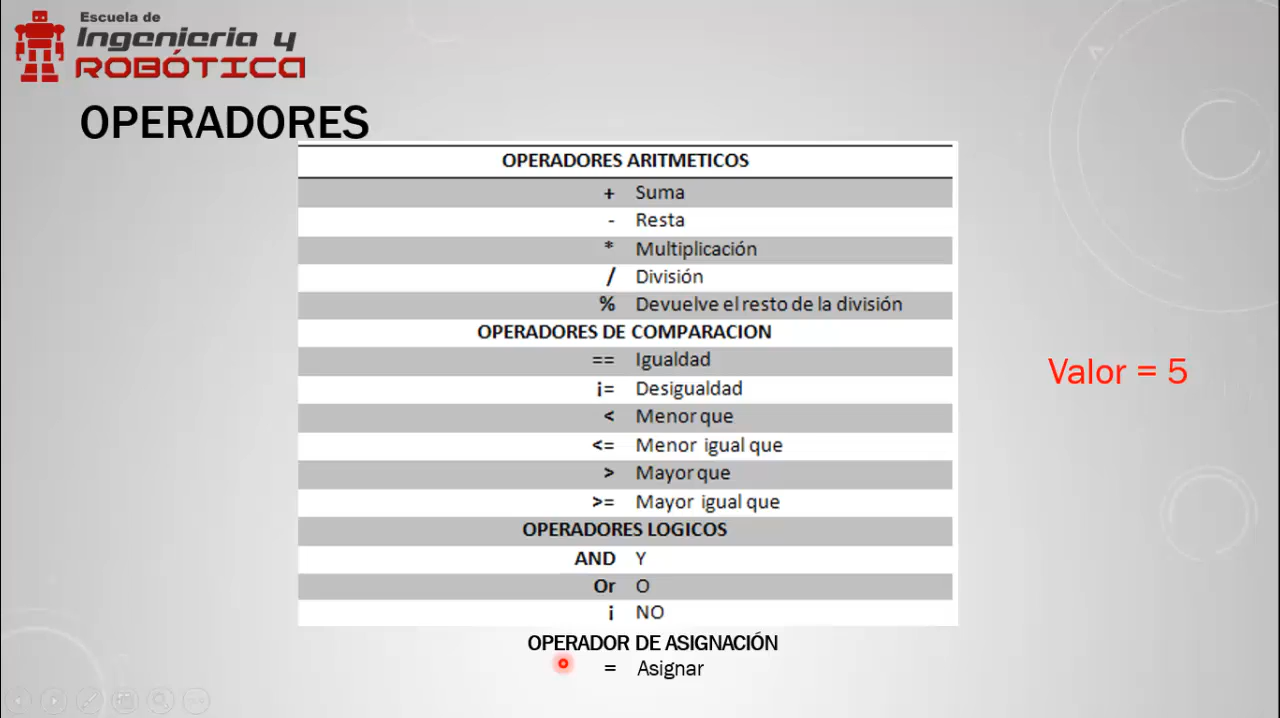 Escuela de
Ingenieria y
ROBÓTICA
OPERADORES
OPERADORES ARITMETICOS
+ Suma
- Resta
* Multiplicación
/ División
% Devuelve el resto de la división
OPERADORES DE COMPARACION
== Igualdad
¡= Desigualdad
< Menor que
<= Menor igual que
> Mayor que
>= Mayor igual que
OPERADORES LOGICOS
AND Y
Or O
¡ NO
OPERADOR DE ASIGNACIÓN
= Asignar
Valor = 5